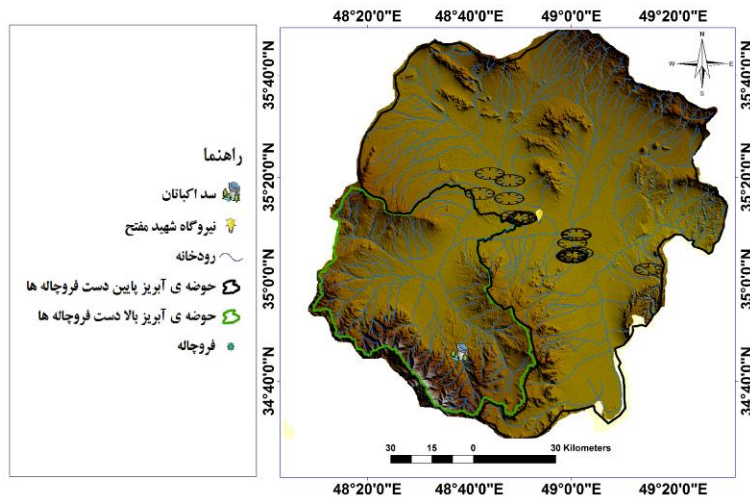 48°20'0"E 48°40'0"E 49°0'0"E 49°20'0"E
35°40'0"N 35°20'0"N 35°0'0"N 34°40'0"N
N
W E
S
راهنما
سد اکباتان
نیروگاه شهید مفتح
رودخانه
حوضه ی آبریز پایین دست فروچاله ها
حوضه ی آبریز بالا دست فروچاله ها
فروچاله
35°40'0"N 35°20'0"N 35°0'0"N 34°40'0"N
30 15 0 30 Kilometers
48°20'0"E 48°40'0"E 49°0'0"E 49°20'0"E